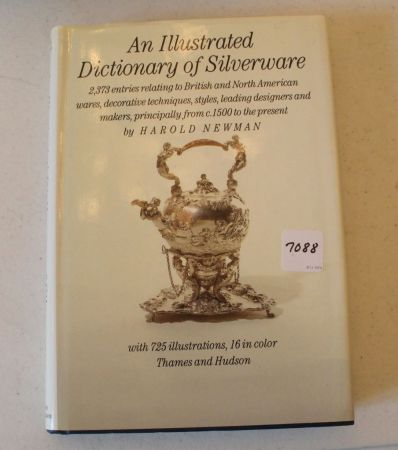 An Illustrated
Dictionary of Silverware
2,373 entries relating to British and North American
wares, decorative techniques, styles, leading designers and
makers, principally from c.1500 to the present
by HAROLD NEWMAN
7088
with 725 illustrations, 16 in color
Thames and Hudson